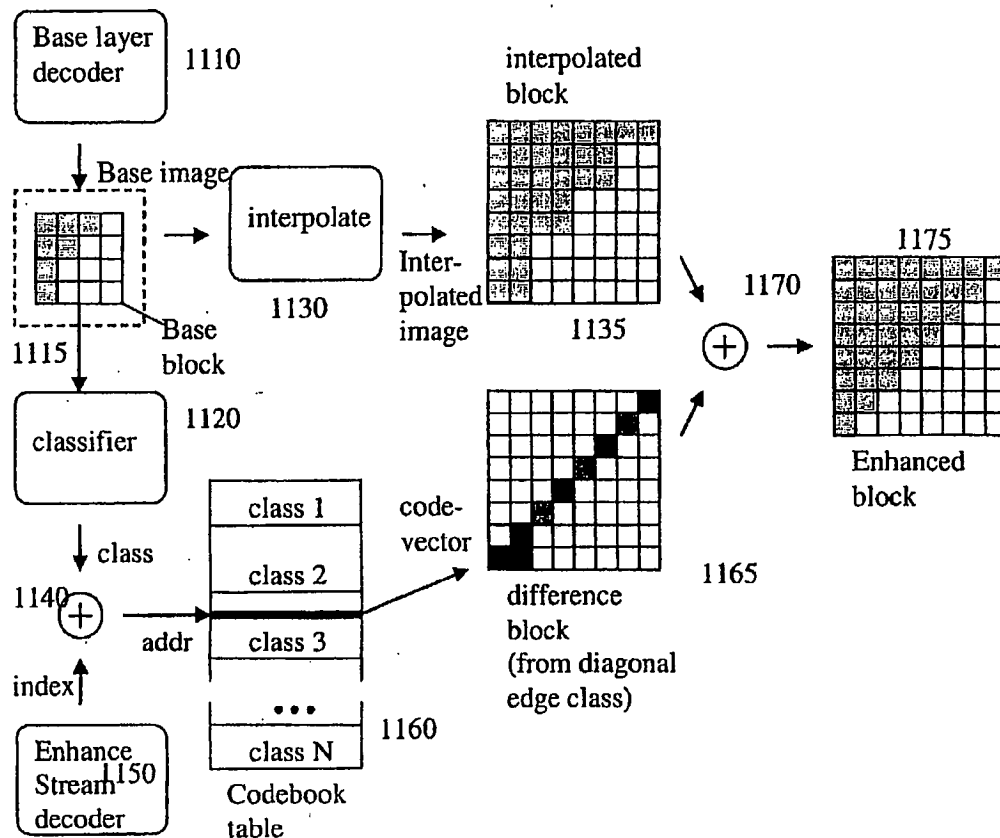 Base layer
decoder
1110
Base image
interpolate
1130
Inter-
polated
image
interpolated
block
1135
1115
Base
block
1120
classifier
class
1140
index
addr
Enhance
Stream
decoder
1150
class 1
class 2
class 3
•••
class N
1160
Codebook
table
code-
vector
1165
difference
block
(from diagonal
edge class)
1170
1175
Enhanced
block